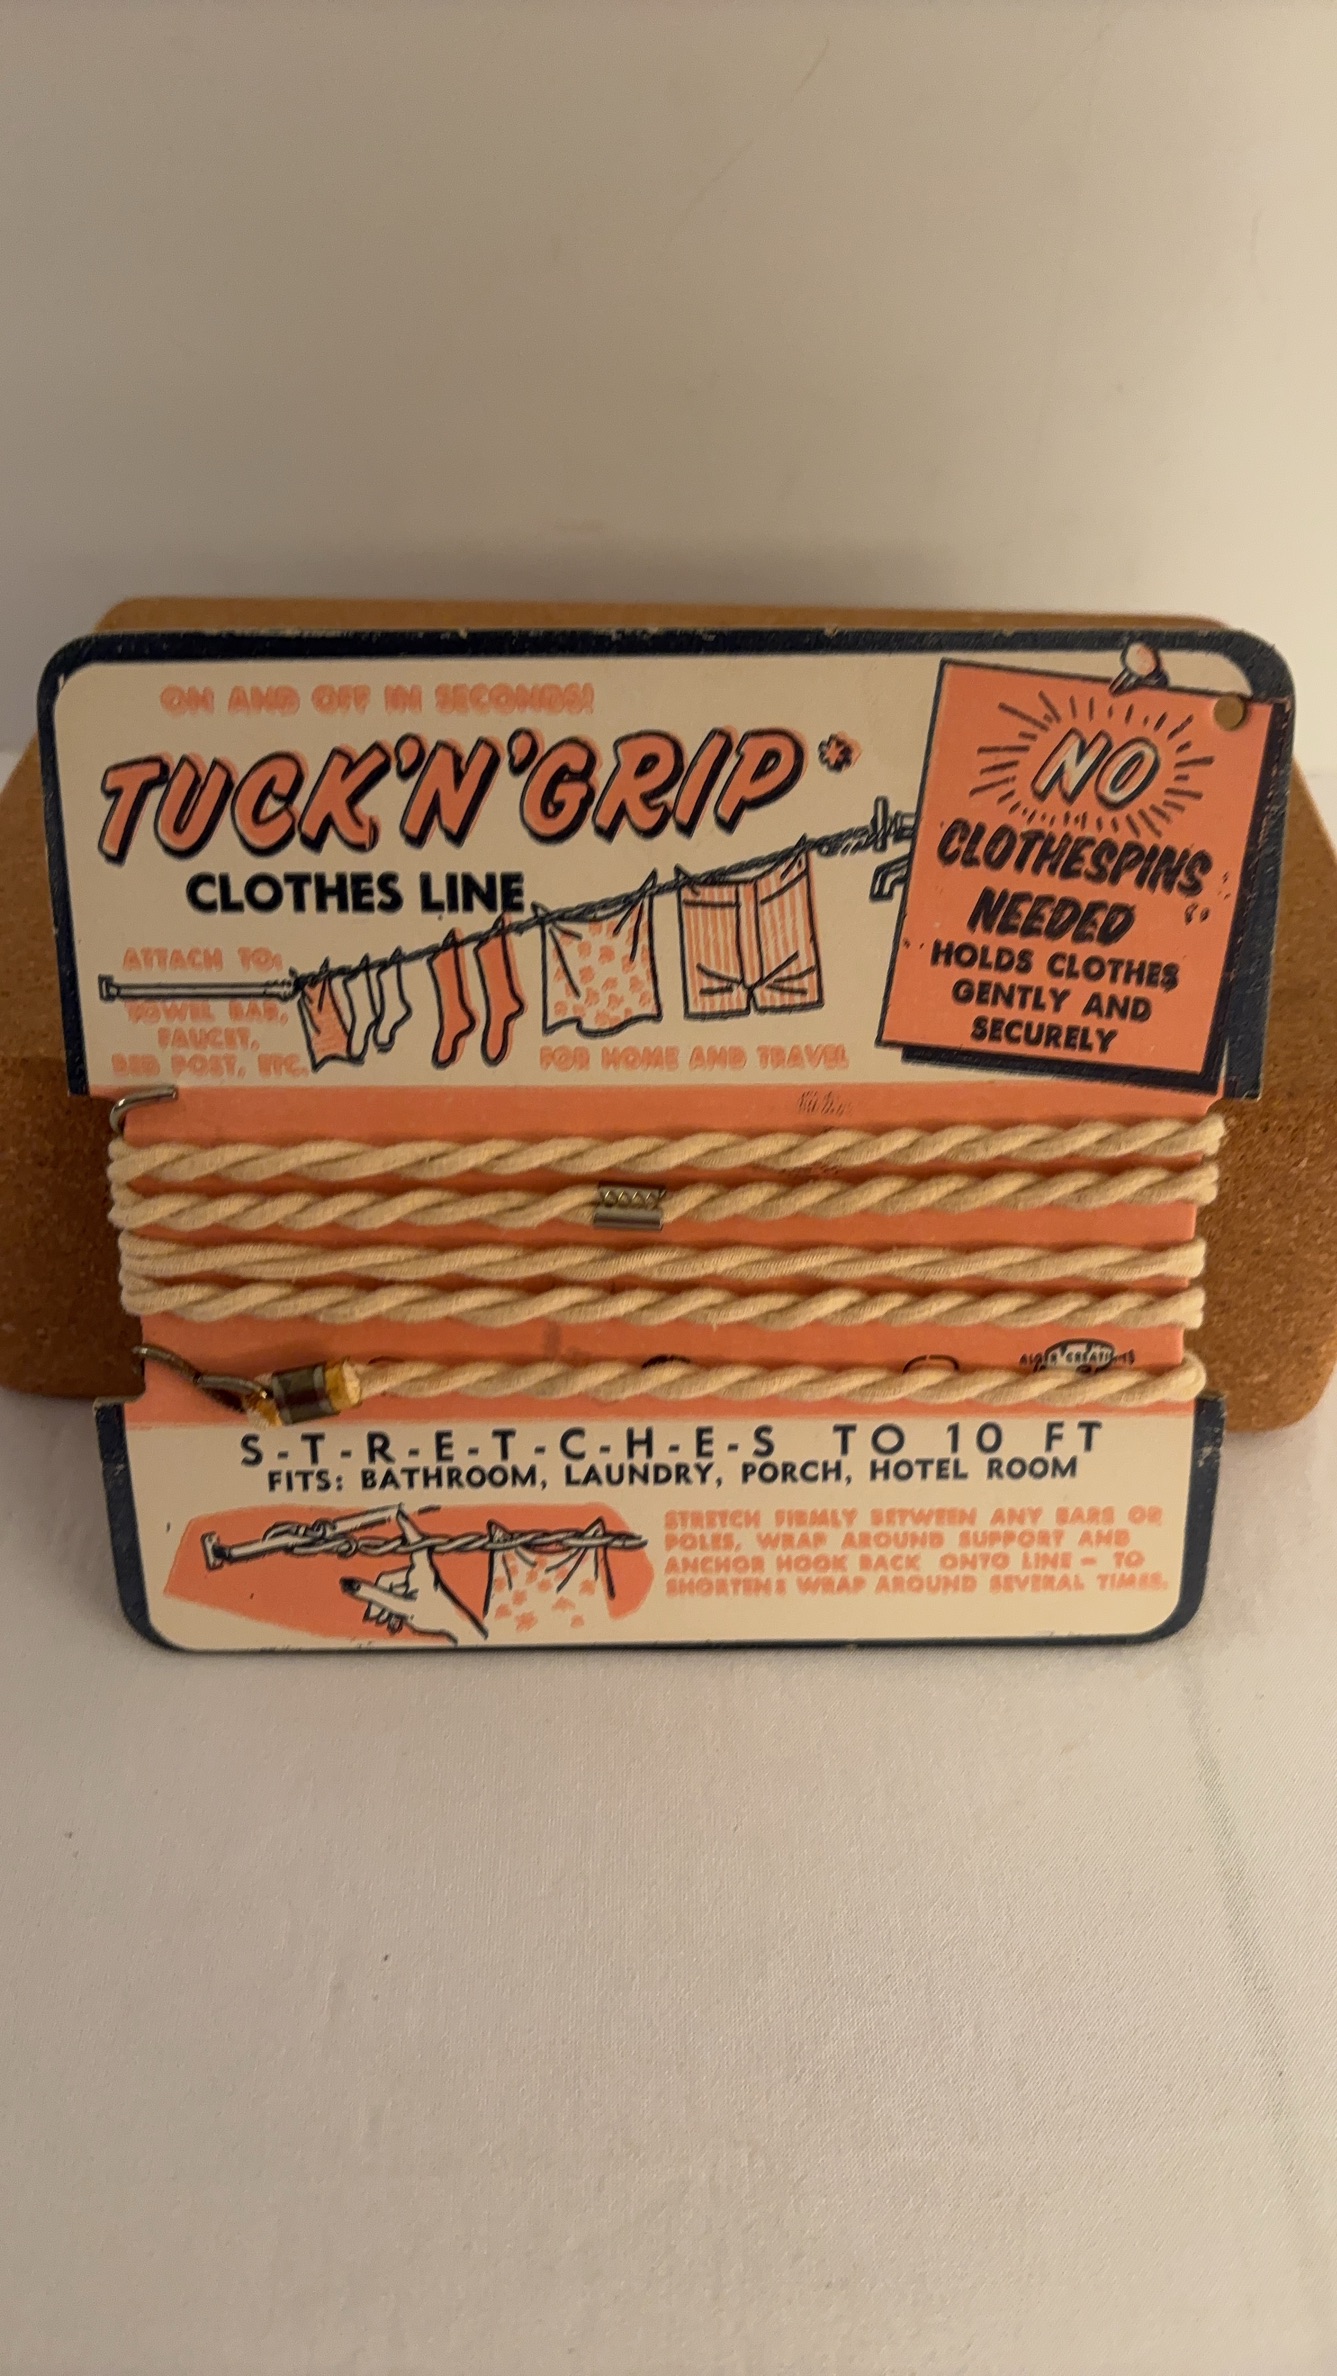 ON AND OFF IN SECONDS!
TUCK'N'GRIP*
CLOTHES LINE
ATTACH TO:
TOWEL BAR,
FAUCET,
BED POST, ETC.
FOR HOME AND TRAVEL
NO
CLOTHESPINS
NEEDED
HOLDS CLOTHES
GENTLY AND
SECURELY
S-T-R-E-T-C-H-E-S TO 10 FT
FITS: BATHROOM, LAUNDRY, PORCH, HOTEL ROOM
STRETCH FIRMLY BETWEEN ANY BARS OR
POLES, WRAP AROUND SUPPORT AND
ANCHOR HOOK BACK ONTO LINE - TO
SHORTEN: WRAP AROUND SEVERAL TIMES.